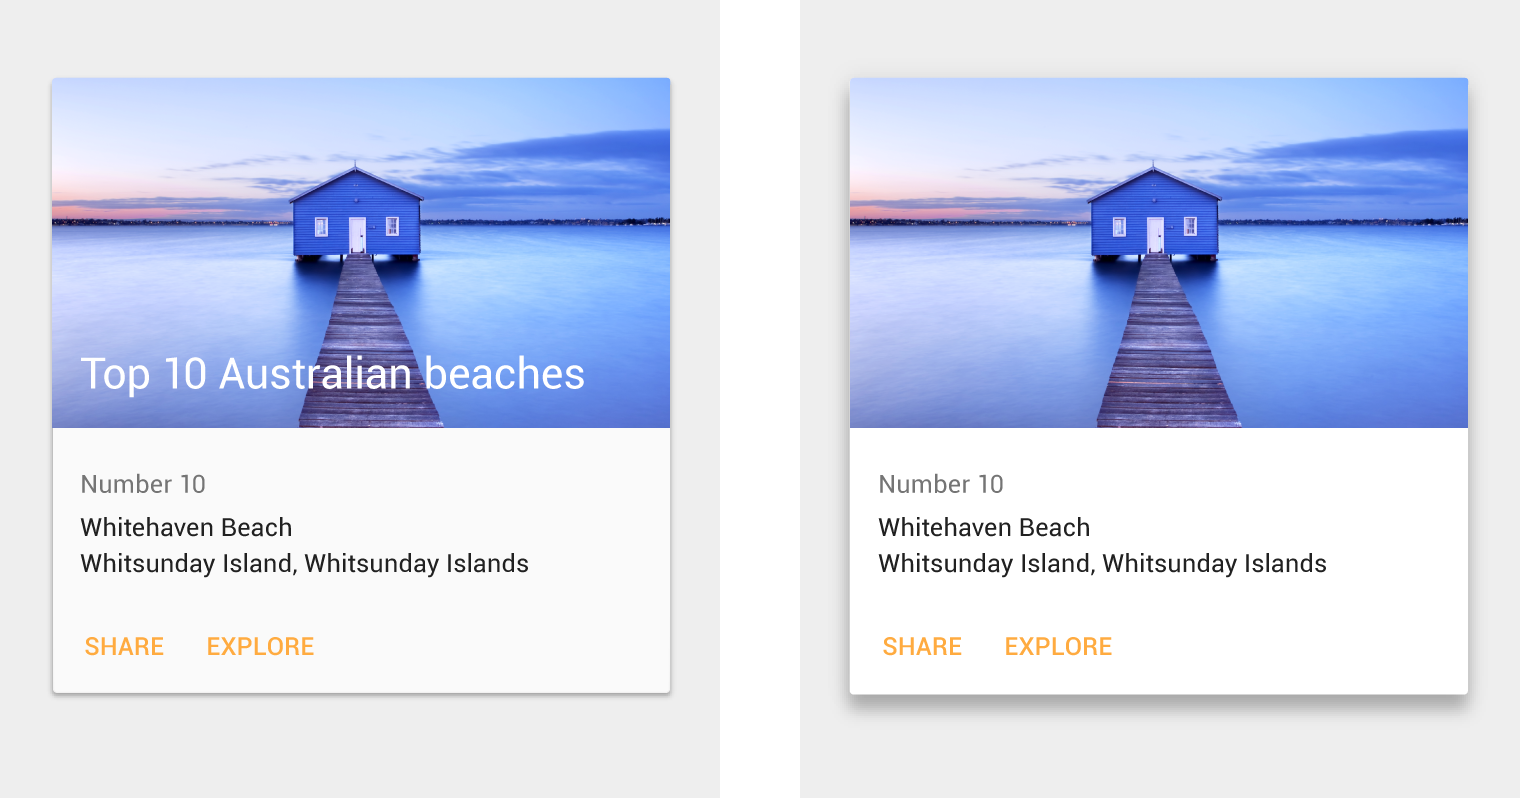 Top 10 Australian beaches
Number 10
Whitehaven Beach
Whitsunday Island, Whitsunday Islands
SHARE EXPLORE
Number 10
Whitehaven Beach
Whitsunday Island, Whitsunday Islands
SHARE EXPLORE